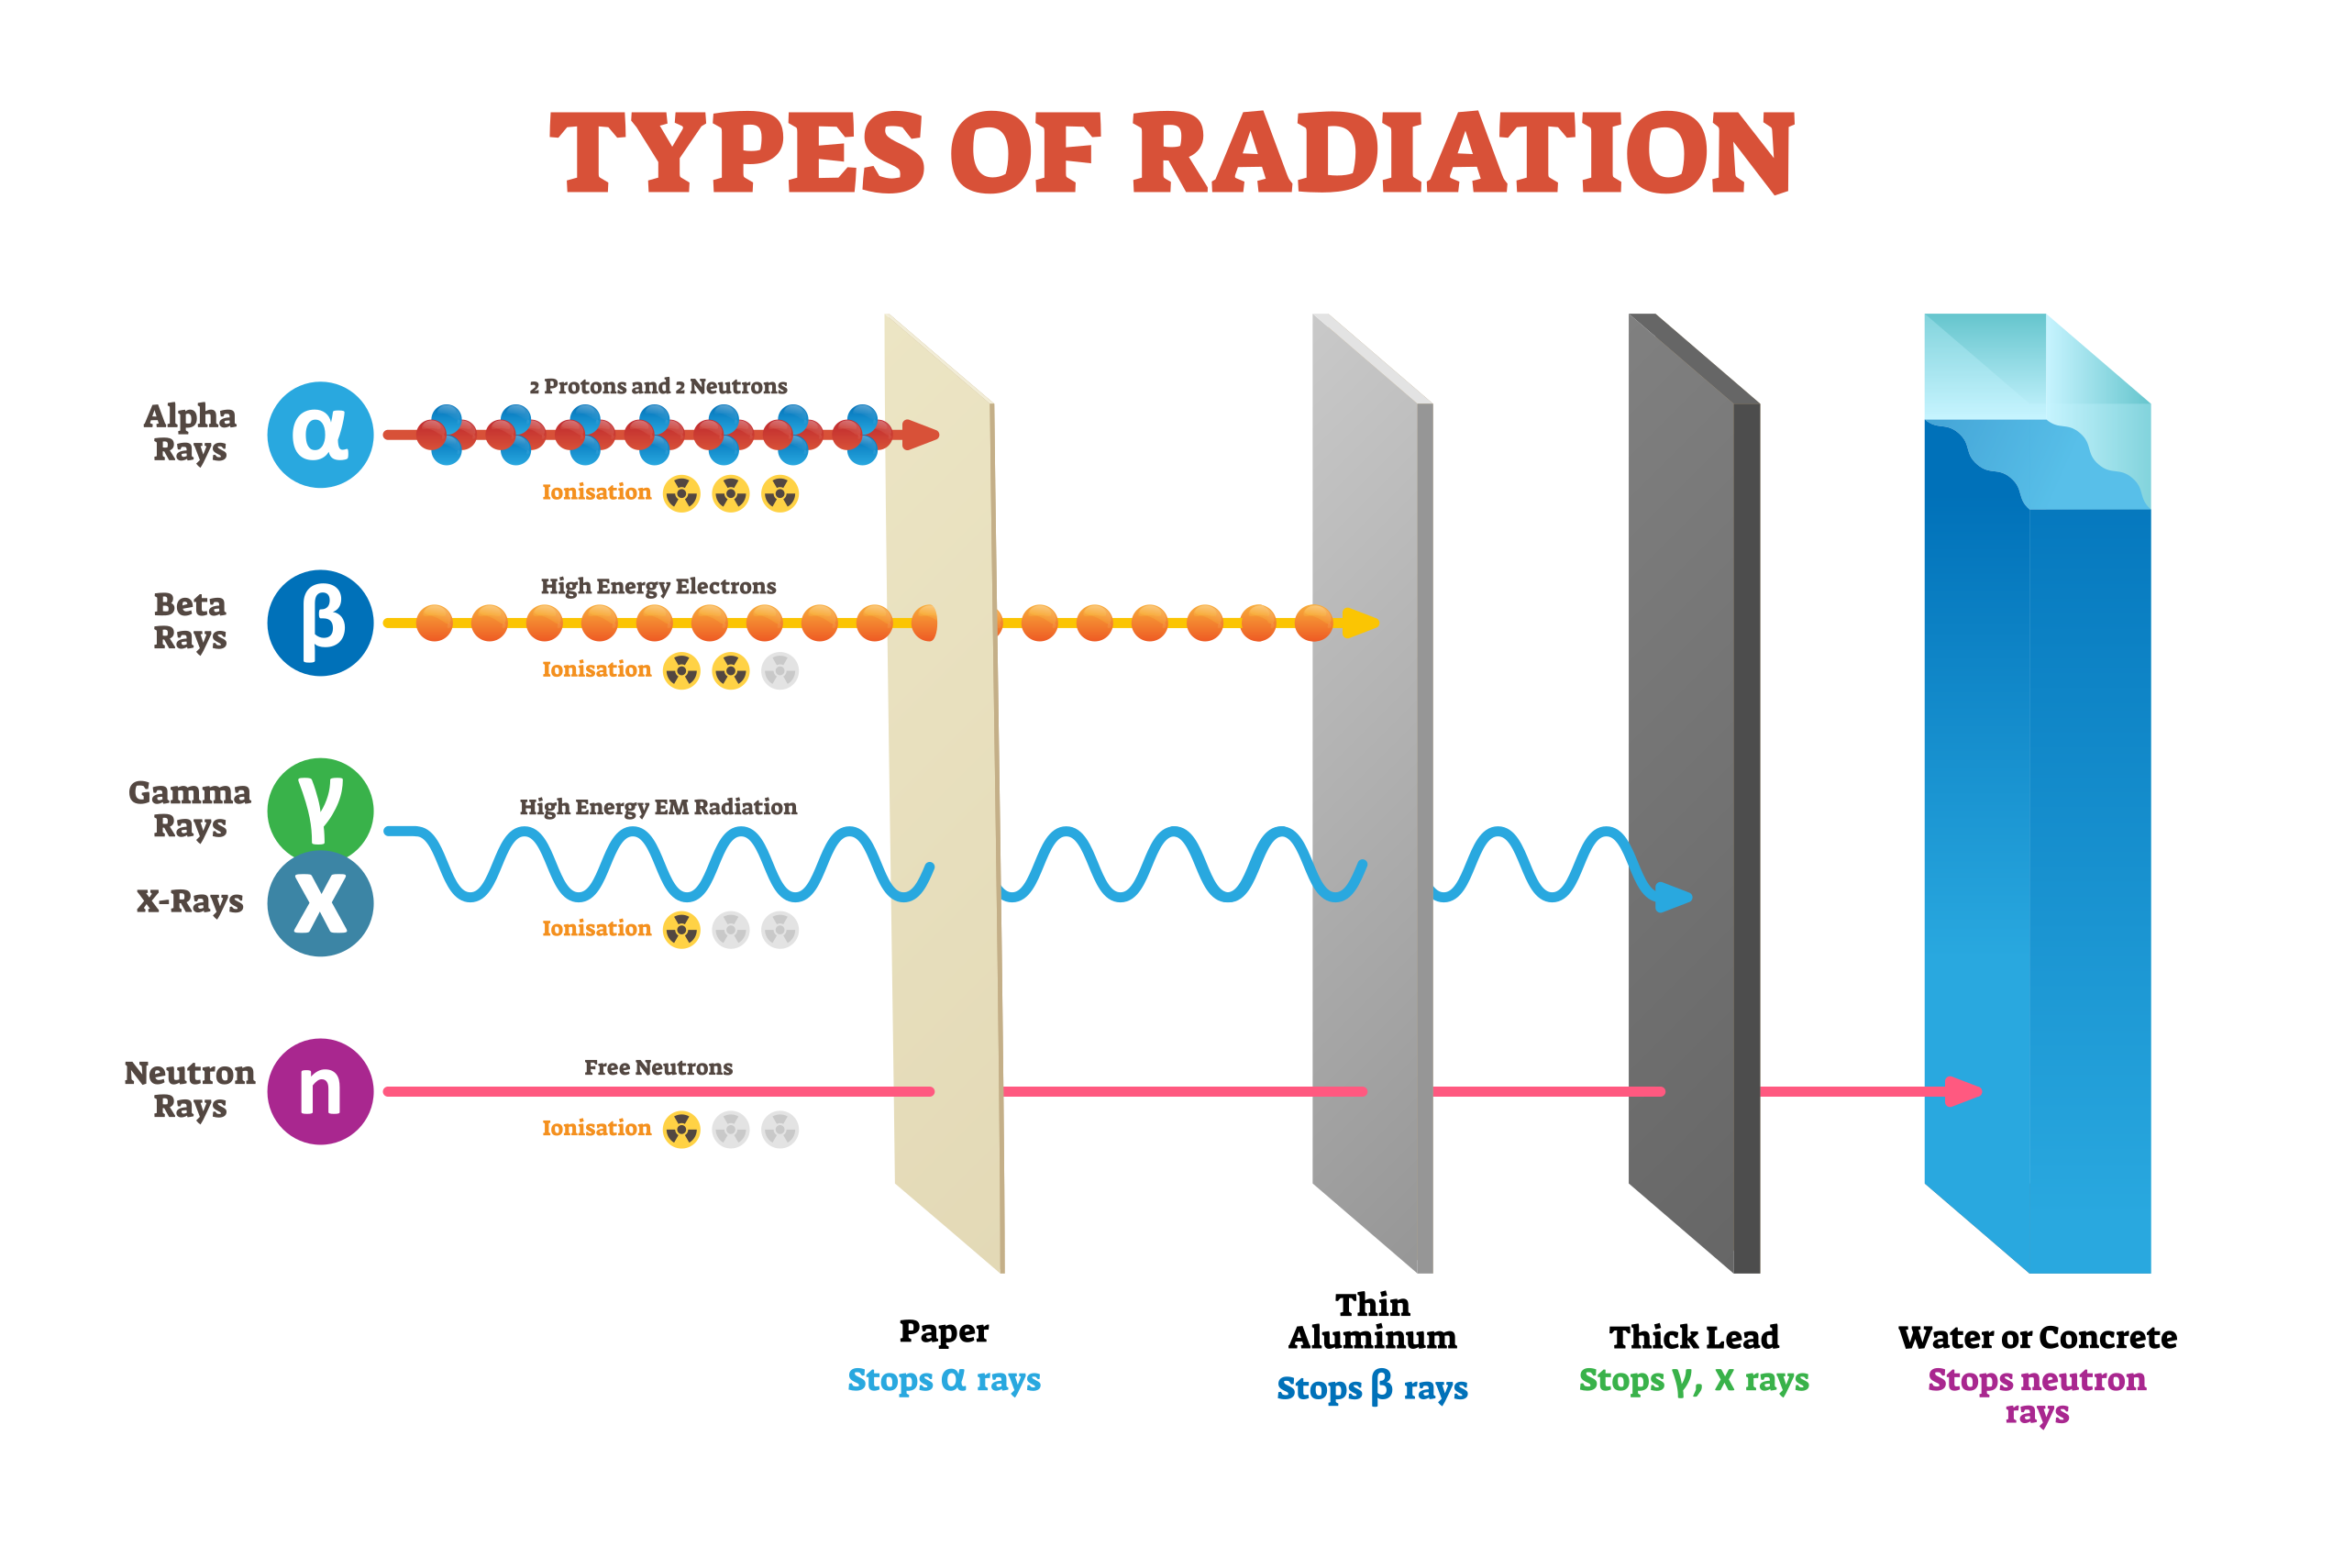 TYPES OF RADIATION
Alpha
Rays
α
2 Protons and 2 Neutrons
Ionisation
Beta
Rays
β
High Energy Electrons
Ionisation
Gamma
Rays
γ
High Energy EM Radiation
X-Rays
X
Ionisation
Neutron
Rays
n
Free Neutrons
Ionisation
Paper
Stops α rays
Thin
Aluminum
Stops β rays
Thick Lead
Stops γ, X rays
Water or Concrete
Stops neutron
rays